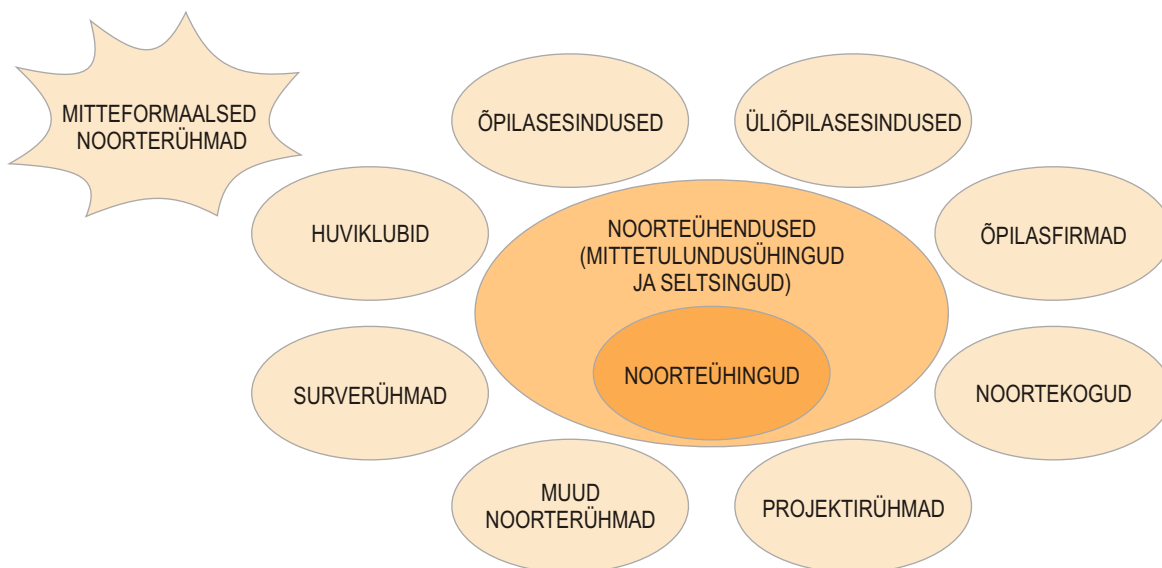 MITTEFORMAALSED
NOORTERÜHMAD
ÕPILASESINDUSED
ÜLIÕPILASESINDUSED
HUVIKLUBID
NOORTEÜHENDUSED
(MITTETULUNDUSÜHINGUD
JA SELTSINGUD)
ÕPILASFIRMAD
NOORTEÜHINGUD
SURVERÜHMAD
NOORTEKOGUD
MUUD
NOORTERÜHMAD
PROJEKTIRÜHMAD